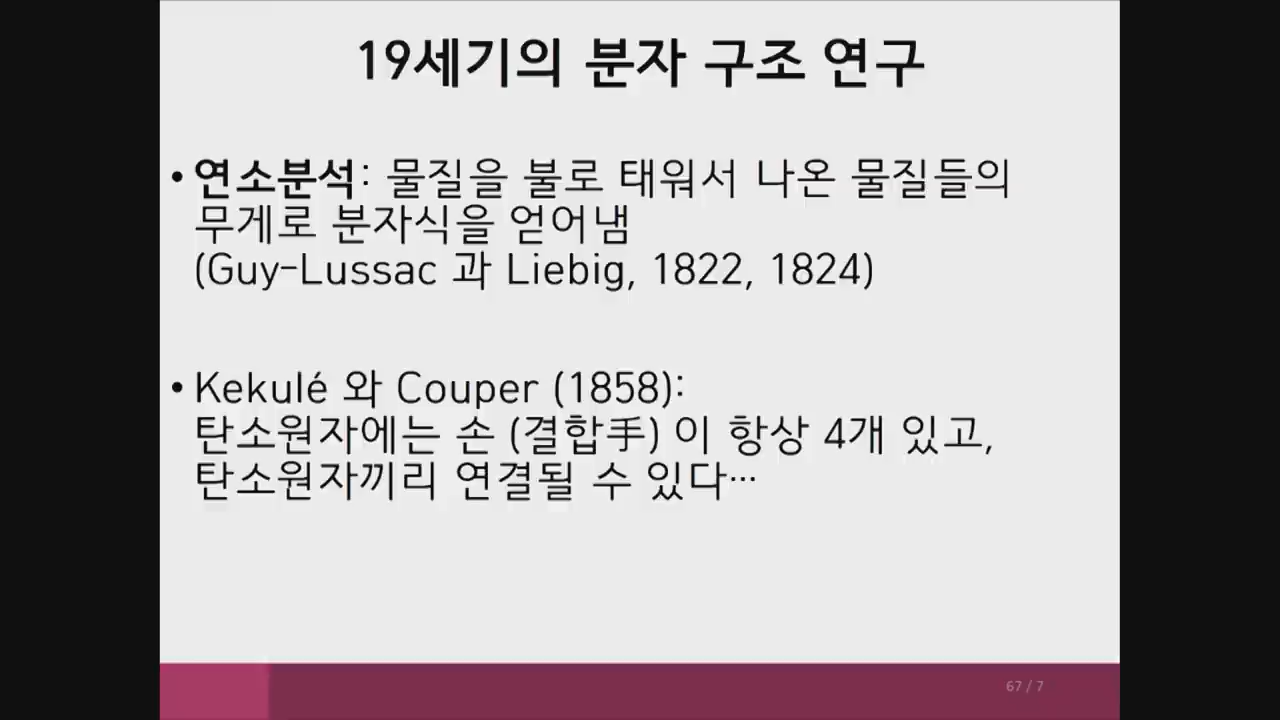 19세기의 분자 구조 연구
• 연소분석: 물질을 불로 태워서 나온 물질들의
무게로 분자식을 얻어냄
(Guy-Lussac 과 Liebig, 1822, 1824)
• Kekulé 와 Couper (1858):
탄소원자에는 손 (결합手) 이 항상 4개 있고,
탄소원자끼리 연결될 수 있다…
67 / 7